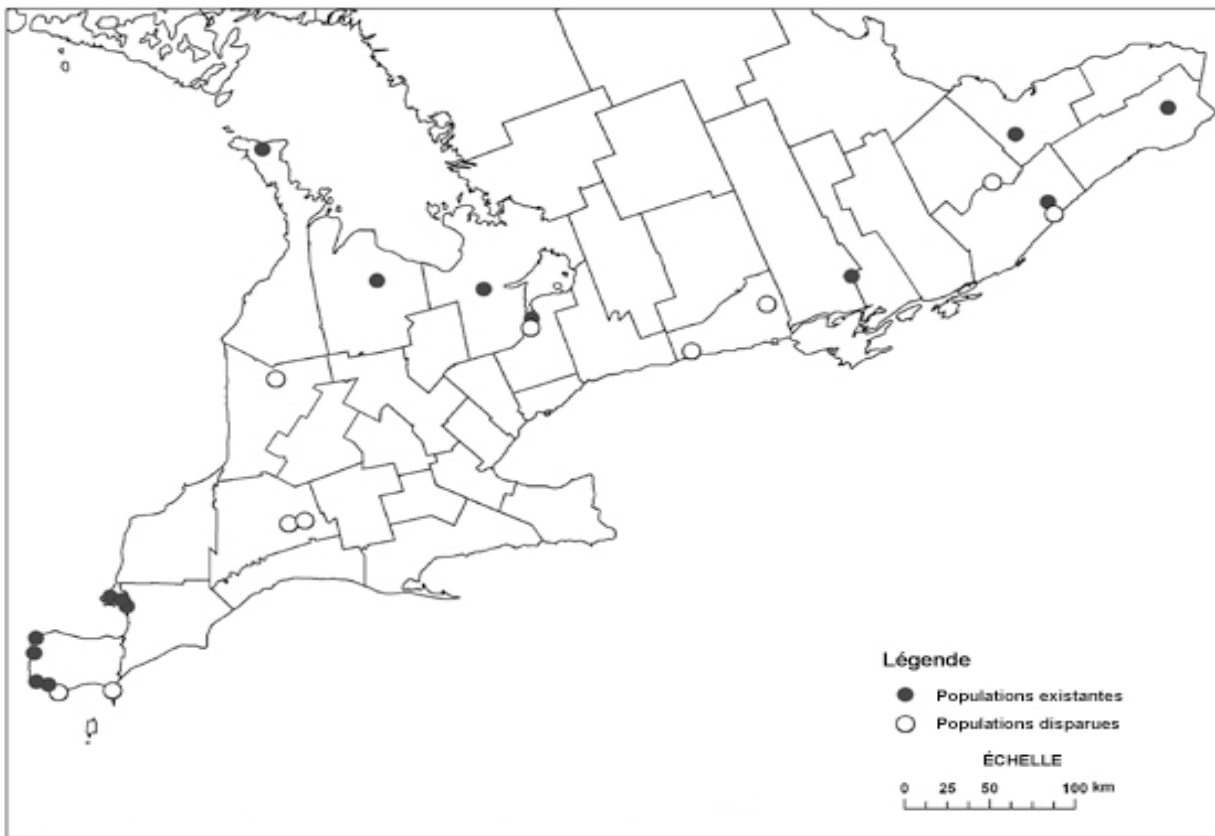 Légende
Populations existantes
Populations disparues
ÉCHELLE
0 25 50 100 km